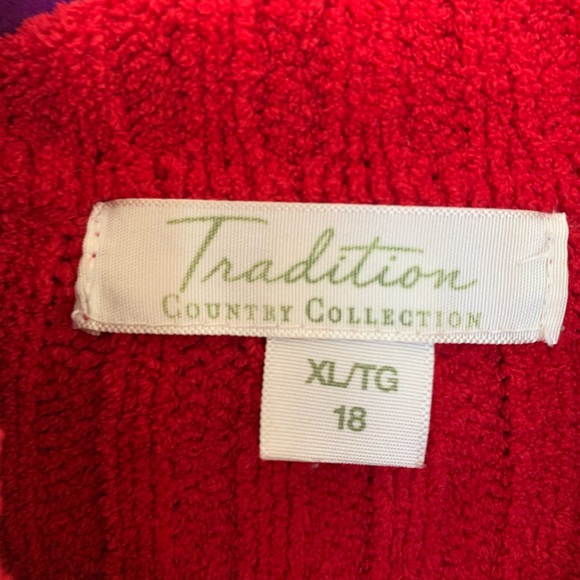 Tradition
COUNTRY COLLECTION
XL/TG
18